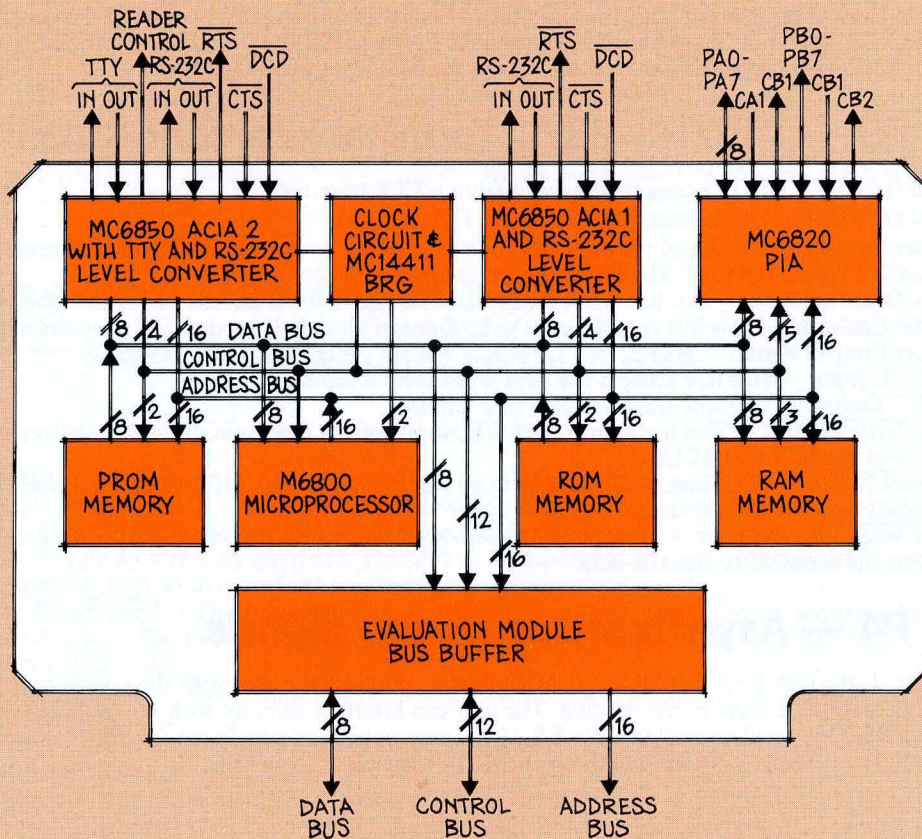 READER
CONTROL
RTS
TTY
RS-232C
DCD
IN OUT
IN OUT
CTS
RTS
RS-232C
DCD
IN OUT
CTS
PB0-
PB7
PA0-
PA7
CB1
CB1
CA1
CB2
8
MC6850 ACIA 2
WITH TTY AND RS-232C
LEVEL CONVERTER
CLOCK
CIRCUIT &
MC14411
BRG
MC6850 ACIA 1
AND RS-232C
LEVEL
CONVERTER
MC6820
PIA
8 4 16
8 4 16
8 5 16
DATA BUS
CONTROL BUS
ADDRESS BUS
8 2 16
8 16 2
8 2 16
8 3 16
PROM
MEMORY
M6800
MICROPROCESSOR
ROM
MEMORY
RAM
MEMORY
8
12
16
EVALUATION MODULE
BUS BUFFER
8 12 16
DATA
BUS
CONTROL
BUS
ADDRESS
BUS